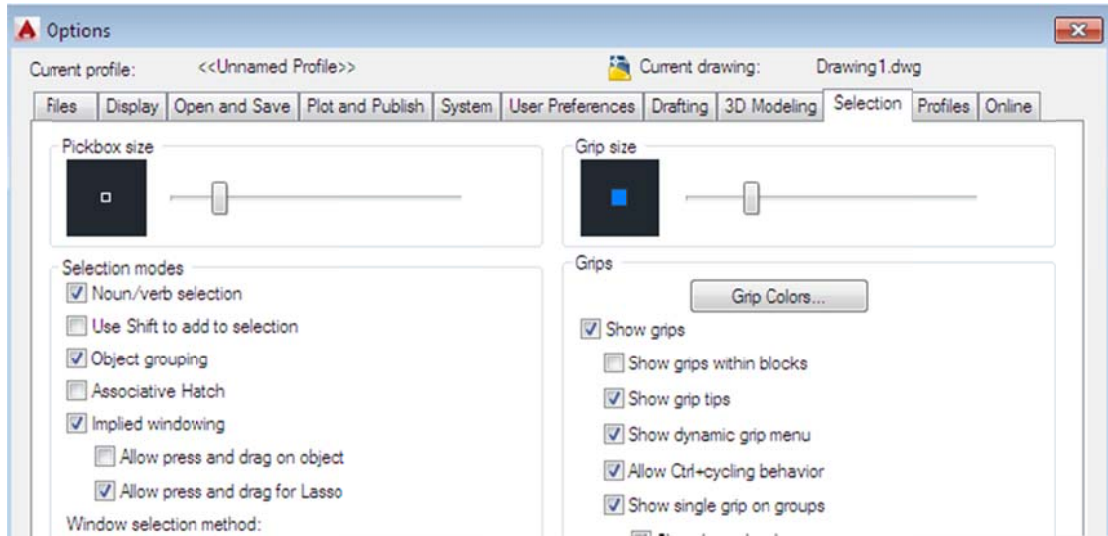 Options
Current profile: <<Unnamed Profile>> Current drawing: Drawing1.dwg
Files Display Open and Save Plot and Publish System User Preferences Drafting 3D Modeling Selection Profiles Online
Pickbox size
Grip size
Selection modes
Noun/verb selection
Use Shift to add to selection
Object grouping
Associative Hatch
Implied windowing
Allow press and drag on object
Allow press and drag for Lasso
Window selection method:
Grips
Grip Colors...
Show grips
Show grips within blocks
Show grip tips
Show dynamic grip menu
Allow Ctrl+cycling behavior
Show single grip on groups